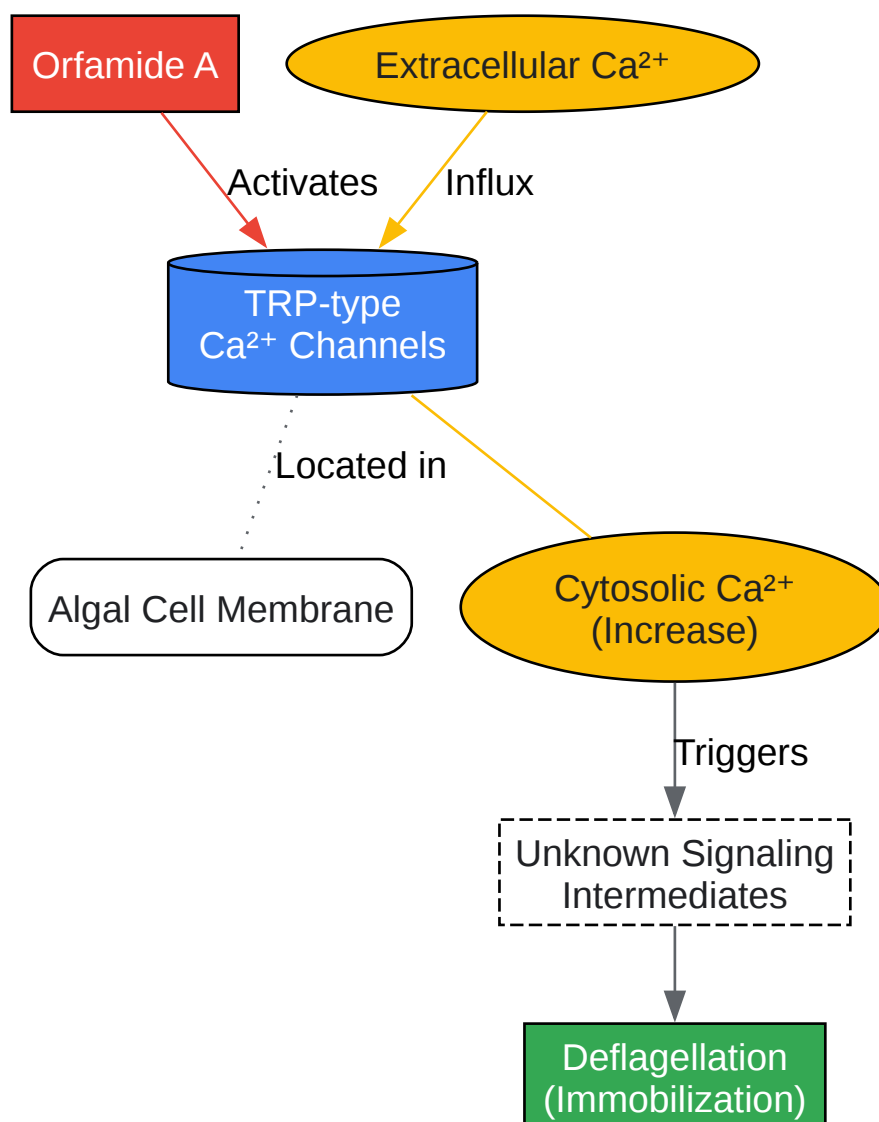 Orfamide A
Extracellular Ca²⁺
Activates
Influx
TRP-type
Ca²⁺ Channels
Located in
Algal Cell Membrane
Cytosolic Ca²⁺
(Increase)
Triggers
Unknown Signaling
Intermediates
Deflagellation
(Immobilization)